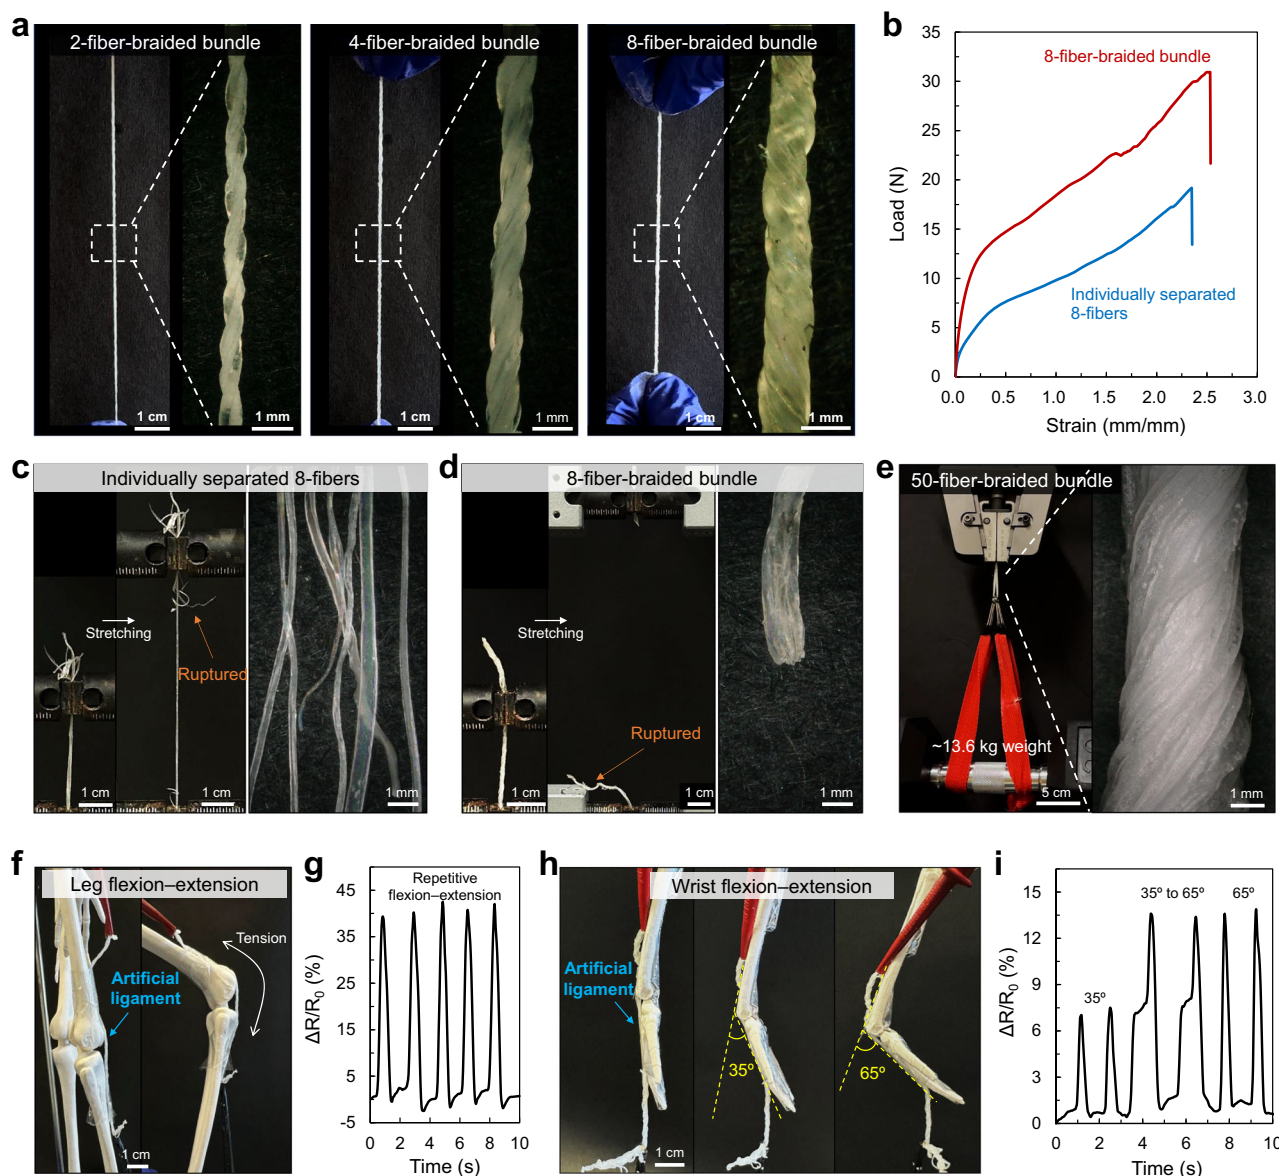 a
2-fiber-braided bundle
4-fiber-braided bundle
8-fiber-braided bundle
1 cm
1 mm
1 cm
1 mm
1 cm
1 mm
b
35
30
25
20
15
10
5
0
Load (N)
8-fiber-braided bundle
Individually separated
8-fibers
0.0
0.5
1.0
1.5
2.0
2.5
3.0
Strain (mm/mm)
c
Individually separated 8-fibers
Stretching
Ruptured
1 cm
1 cm
1 mm
d
8-fiber-braided bundle
Stretching
Ruptured
1 cm
1 cm
1 mm
e
50-fiber-braided bundle
~13.6 kg weight
5 cm
1 mm
f
Leg flexion–extension
Tension
Artificial
ligament
1 cm
g
45
35
25
15
5
-5
ΔR/R0 (%)
Repetitive
flexion–extension
0
2
4
6
8
10
Time (s)
h
Wrist flexion–extension
Artificial
ligament
35º
65º
1 cm
i
15
12
9
6
3
0
ΔR/R0 (%)
35º
35º to 65º
65º
0
2
4
6
8
10
Time (s)